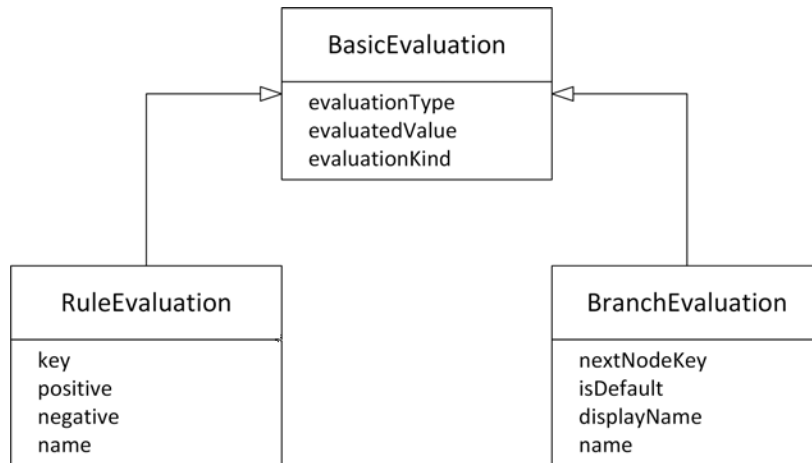 BasicEvaluation
evaluationType
evaluatedValue
evaluationKind
RuleEvaluation
key
positive
negative
name
BranchEvaluation
nextNodeKey
isDefault
displayName
name